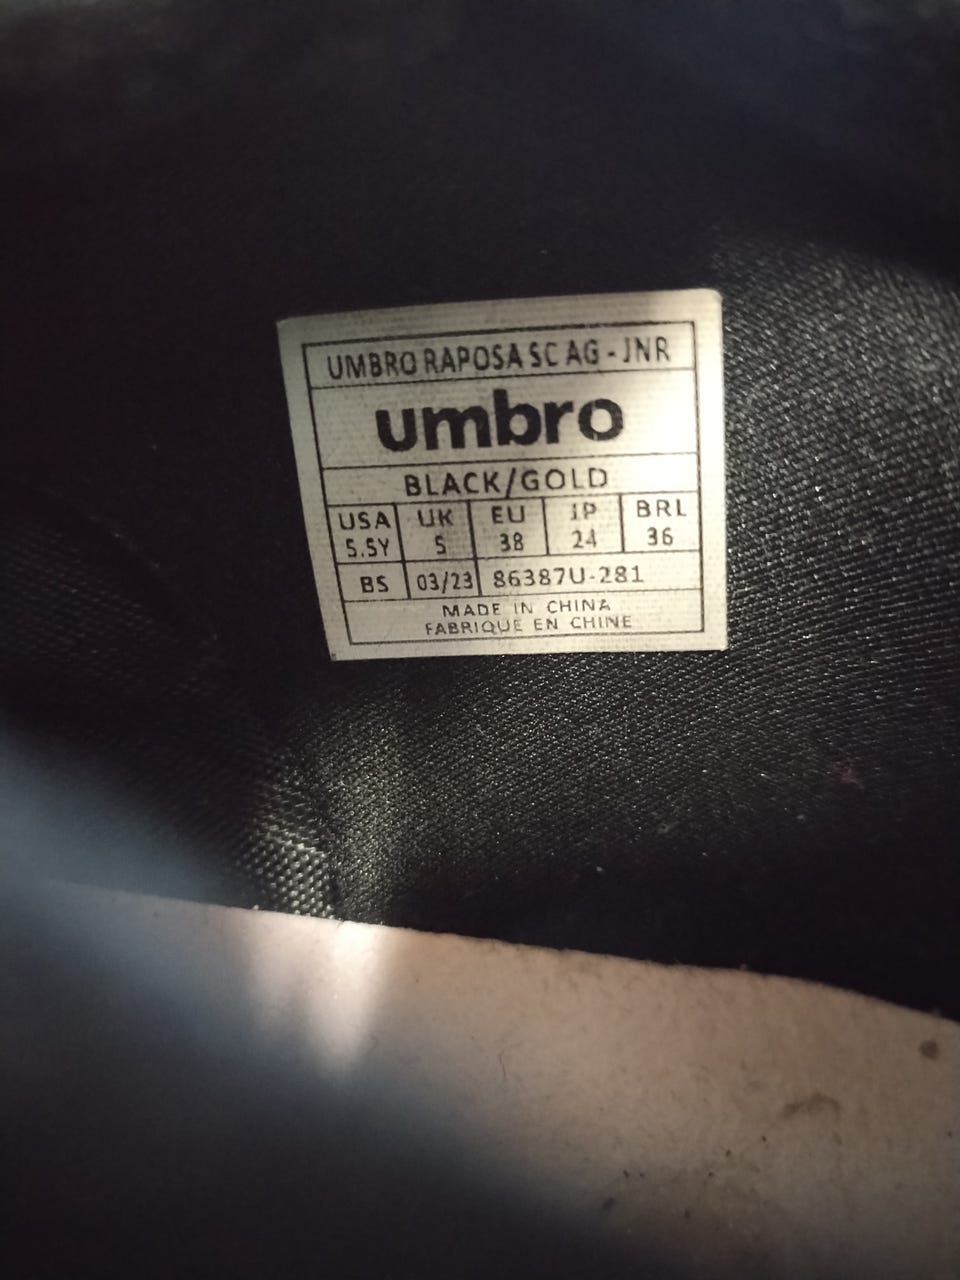 UMBRO RAPOSA SC AG - JNR
umbro
BLACK/GOLD
USA UK EU JP BRL
5.5Y 5 38 24 36
BS 03/23 86387U-281
MADE IN CHINA
FABRIQUE EN CHINE